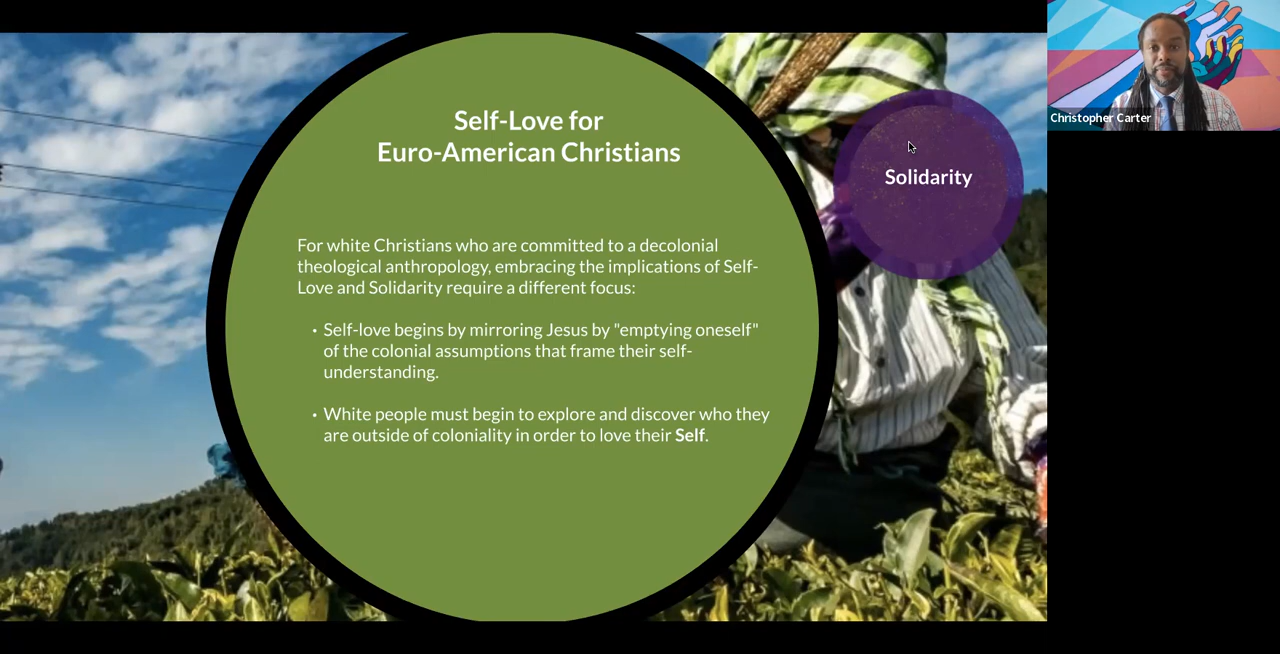 Self-Love for
Euro-American Christians
For white Christians who are committed to a decolonial
theological anthropology, embracing the implications of Self-
Love and Solidarity require a different focus:
• Self-love begins by mirroring Jesus by "emptying oneself"
of the colonial assumptions that frame their self-
understanding.
• White people must begin to explore and discover who they
are outside of coloniality in order to love their Self.
Solidarity
Christopher Carter